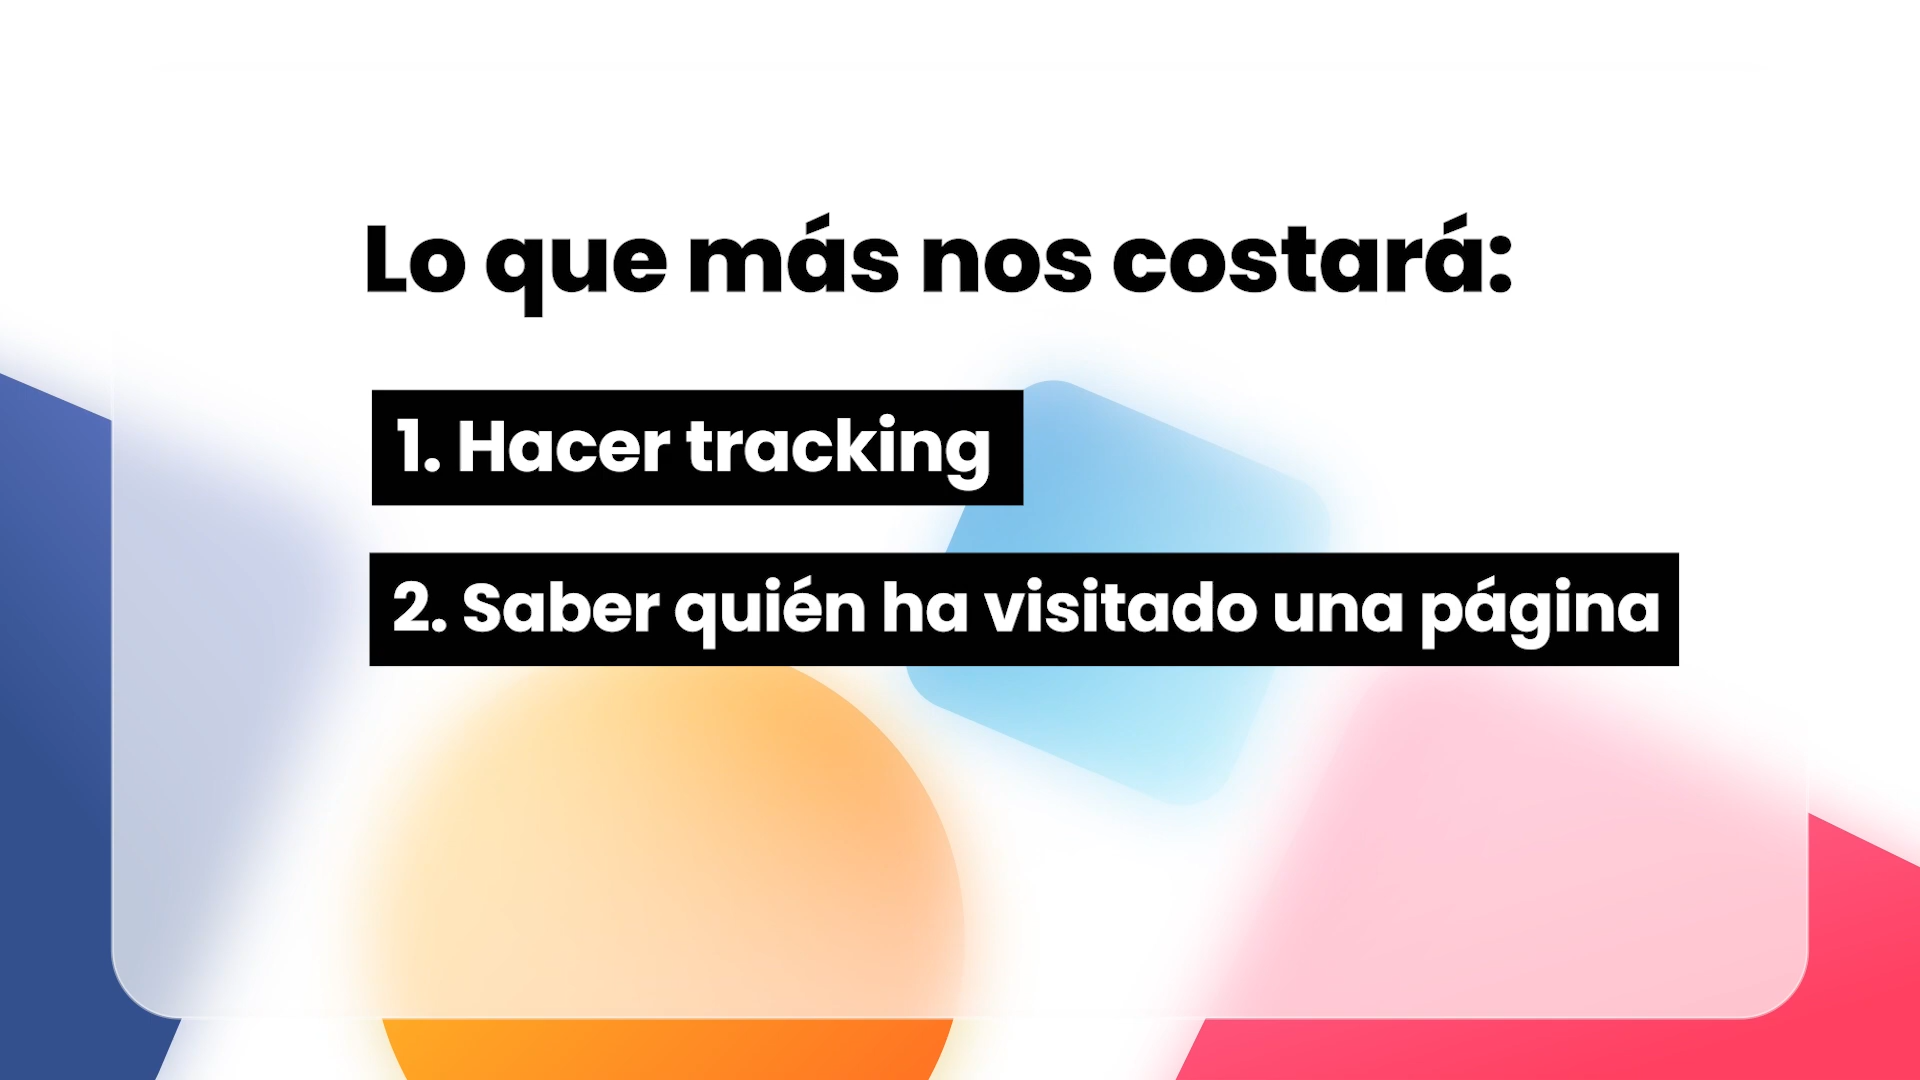 Lo que más nos costará:
1. Hacer tracking
2. Saber quién ha visitado una página